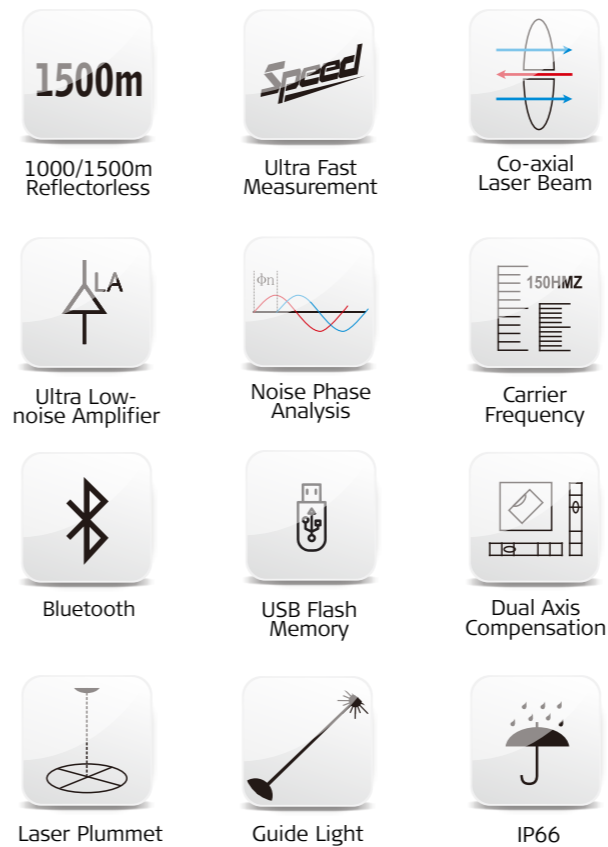 1500m
1000/1500m
Reflectorless
Speed
Ultra Fast
Measurement
Co-axial
Laser Beam
LA
Ultra Low-
noise Amplifier
Φn
Noise Phase
Analysis
150HMZ
Carrier
Frequency
Bluetooth
USB Flash
Memory
Dual Axis
Compensation
Laser Plummet
Guide Light
IP66